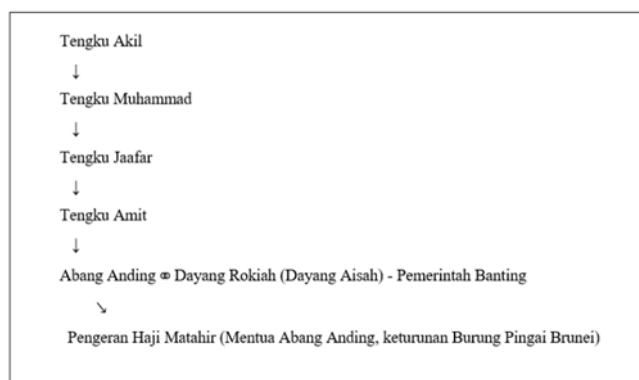 Tengku Akil
↓
Tengku Muhammad
↓
Tengku Jaafar
↓
Tengku Amit
↓
Abang Anding ⚭ Dayang Rokiah (Dayang Aisah) - Pemerintah Banting
↘
Pengeran Haji Matahir (Mentua Abang Anding, keturunan Burung Pingai Brunei)